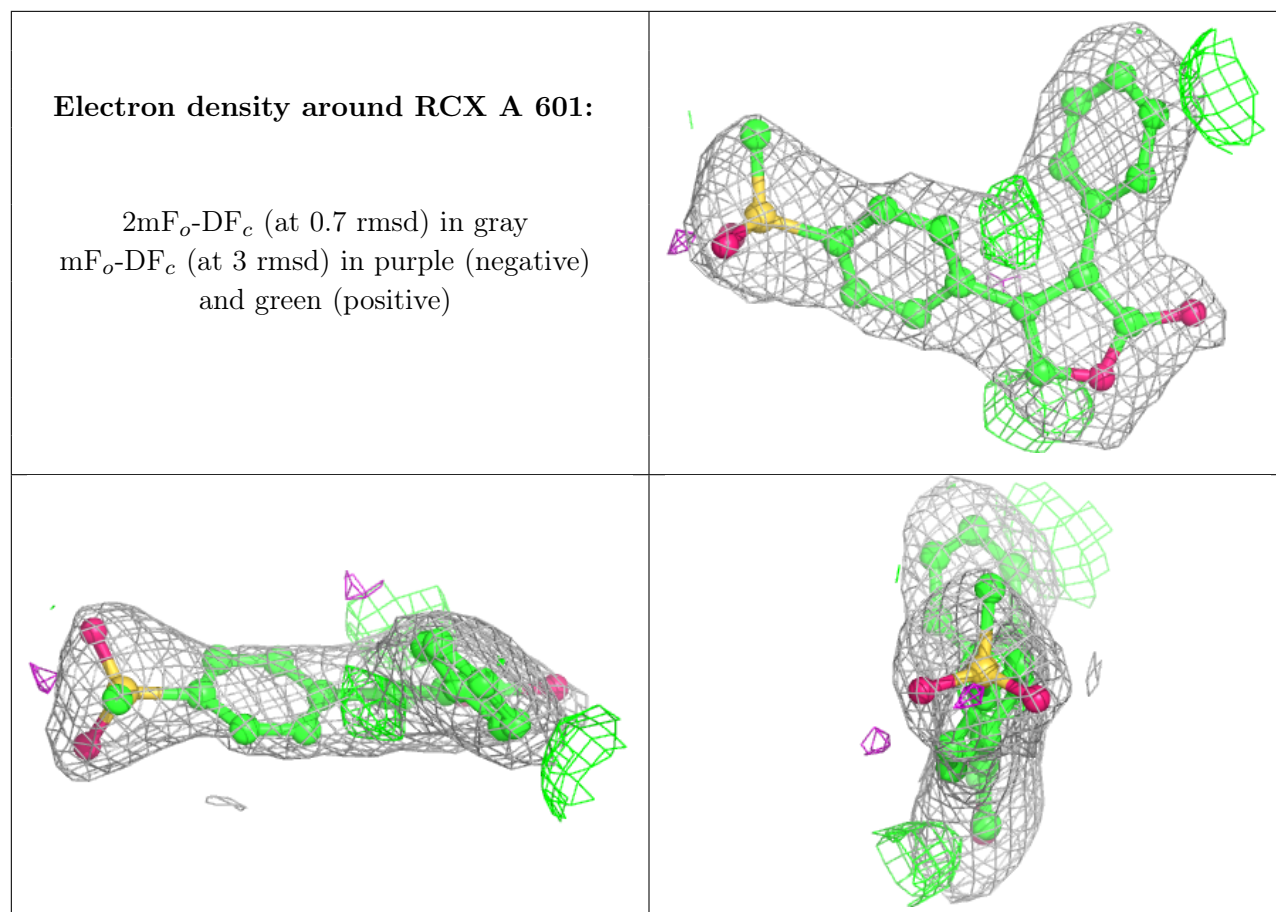 Electron density around RCX A 601:
2mFₒ-DF𝒸 (at 0.7 rmsd) in gray
mFₒ-DF𝒸 (at 3 rmsd) in purple (negative)
and green (positive)